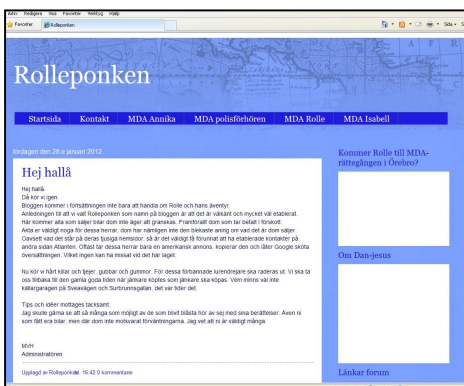 Arkiv Redigera Visa Favoriter Verktyg Hjälp
Favoriter Rolleponken
Sida
A F R
Rolleponken
Startsida Kontakt MDA Annika MDA polisförhören MDA Rolle MDA Isabell
lördagen den 28:e januari 2012
Hej hallå
Hej hallå.
Då kör vi igen.
Bloggen kommer i fortsättningen inte bara att handla om Rolle och hans äventyr.
Anledningen till att vi valt Rolleponken som namn på bloggen är att det är välkänt och mycket väl etablerat.
Här kommer alla som säljer bilar dom inte äger att granskas. Framförallt dom som tar betalt i förskott.
Akta er väldigt noga för dessa herrar, dom har nämligen inte den blekaste aning om vad det är dom säljer.
Oavsett vad det står på deras tjusiga hemsidor, så är det väldigt få förunnat att ha etablerade kontakter på
andra sidan Atlanten. Oftast tar dessa herrar bara en amerikansk annons, kopierar den och låter Google sköta
översättningen. Vilket ingen kan ha missat vid det här laget.
Nu kör vi hårt killar och tjejer, gubbar och gummor. För dessa förbannade lurendrejare ska raderas ut. Vi ska ta
oss tillbaka till den gamla goda tiden när jänkare köptes som jänkare ska köpas. Vem minns väl inte
källargaragen på Sveavägen och Surbrunnsgatan, det var tider det.
Tips och idéer mottages tacksamt.
Jag skulle gärna se att så många som möjligt av de som blivit blåsta hör av sej med sina berättelser. Även ni
som fått era bilar, men där dom inte motsvarat förväntningarna. Jag vet att ni är väldigt många.
MVH
Administratören
Upplagd av Rolleponken kl. 16:42 0 kommentarer
Kommer Rolle till MDA-
rättegången i Örebro?
Om Dan-jesus
Länkar forum